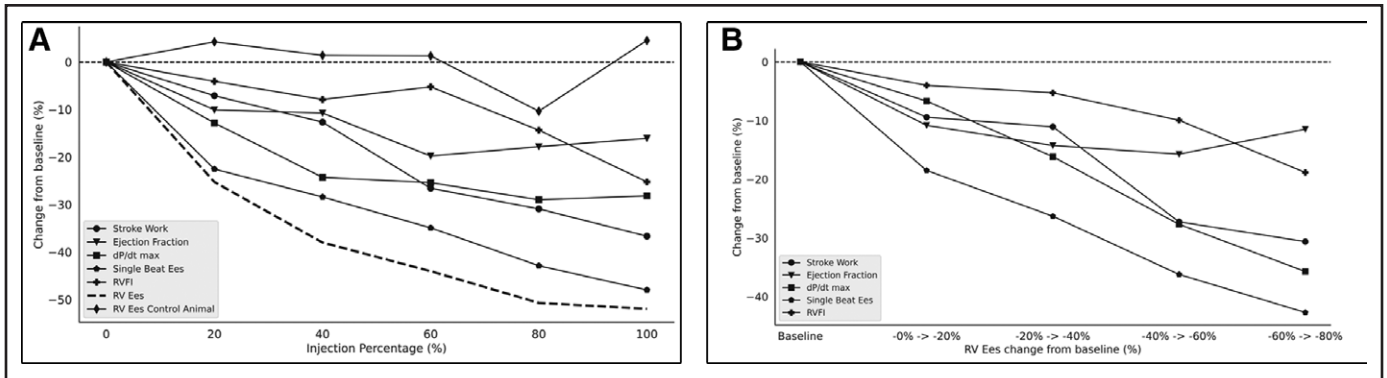 A
0
−10
−20
−30
−40
−50
Change from baseline (%)
Stroke Work
Ejection Fraction
dP/dt max
Single Beat Ees
RVFI
RV Ees
RV Ees Control Animal
0 20 40 60 80 100
Injection Percentage (%)
B
0
−10
−20
−30
−40
Change from baseline (%)
Stroke Work
Ejection Fraction
dP/dt max
Single Beat Ees
RVFI
Baseline -0% -> -20% -20% -> -40% -40% -> -60% -60% -> -80%
RV Ees change from baseline (%)